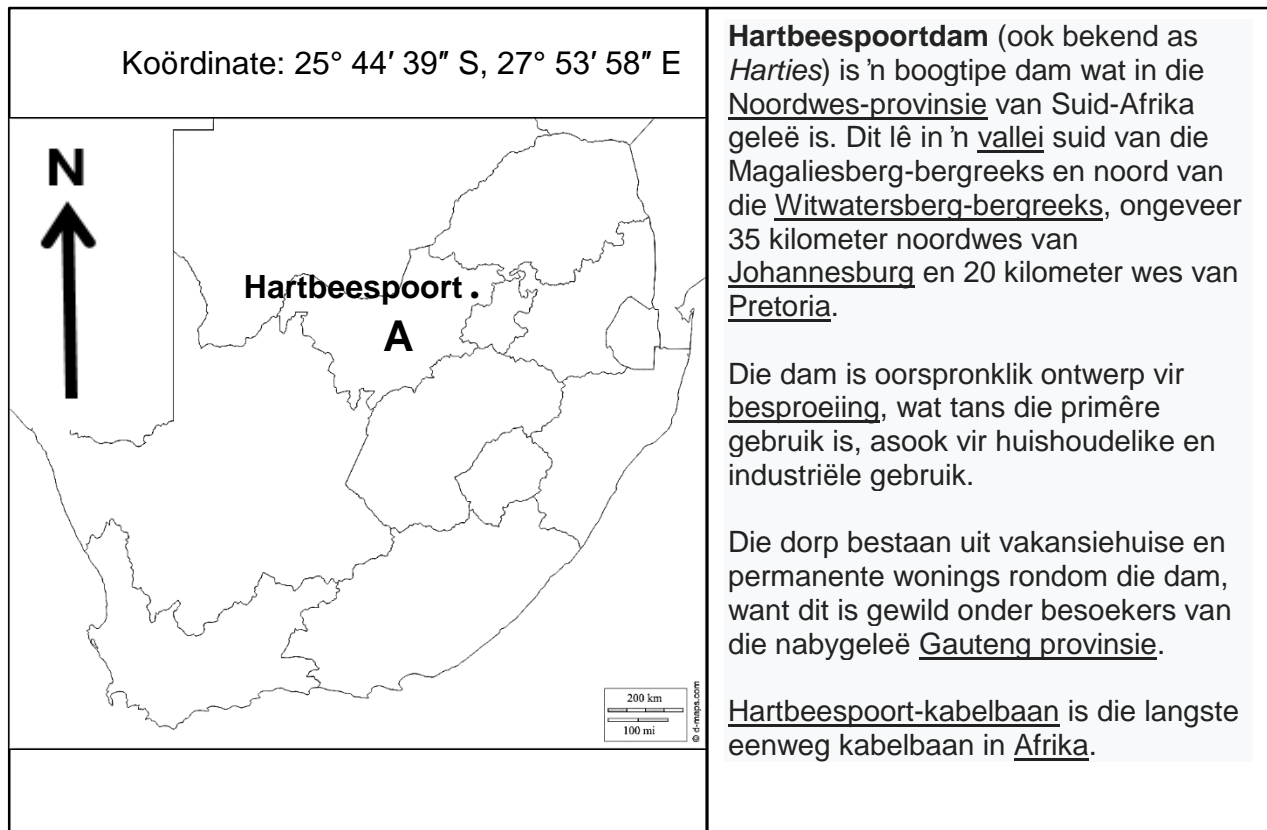 Koördinate: 25° 44′ 39″ S, 27° 53′ 58″ E
N
Hartbeespoort
A
200 km
100 mi
© d-maps.com
Hartbeespoortdam (ook bekend as
Harties) is 'n boogtipe dam wat in die
Noordwes-provinsie van Suid-Afrika
geleë is. Dit lê in 'n vallei suid van die
Magaliesberg-bergreeks en noord van
die Witwatersberg-bergreeks, ongeveer
35 kilometer noordwes van
Johannesburg en 20 kilometer wes van
Pretoria.
Die dam is oorspronklik ontwerp vir
besproeiing, wat tans die primêre
gebruik is, asook vir huishoudelike en
industriële gebruik.
Die dorp bestaan uit vakansiehuise en
permanente wonings rondom die dam,
want dit is gewild onder besoekers van
die nabygeleë Gauteng provinsie.
Hartbeespoort-kabelbaan is die langste
eenweg kabelbaan in Afrika.